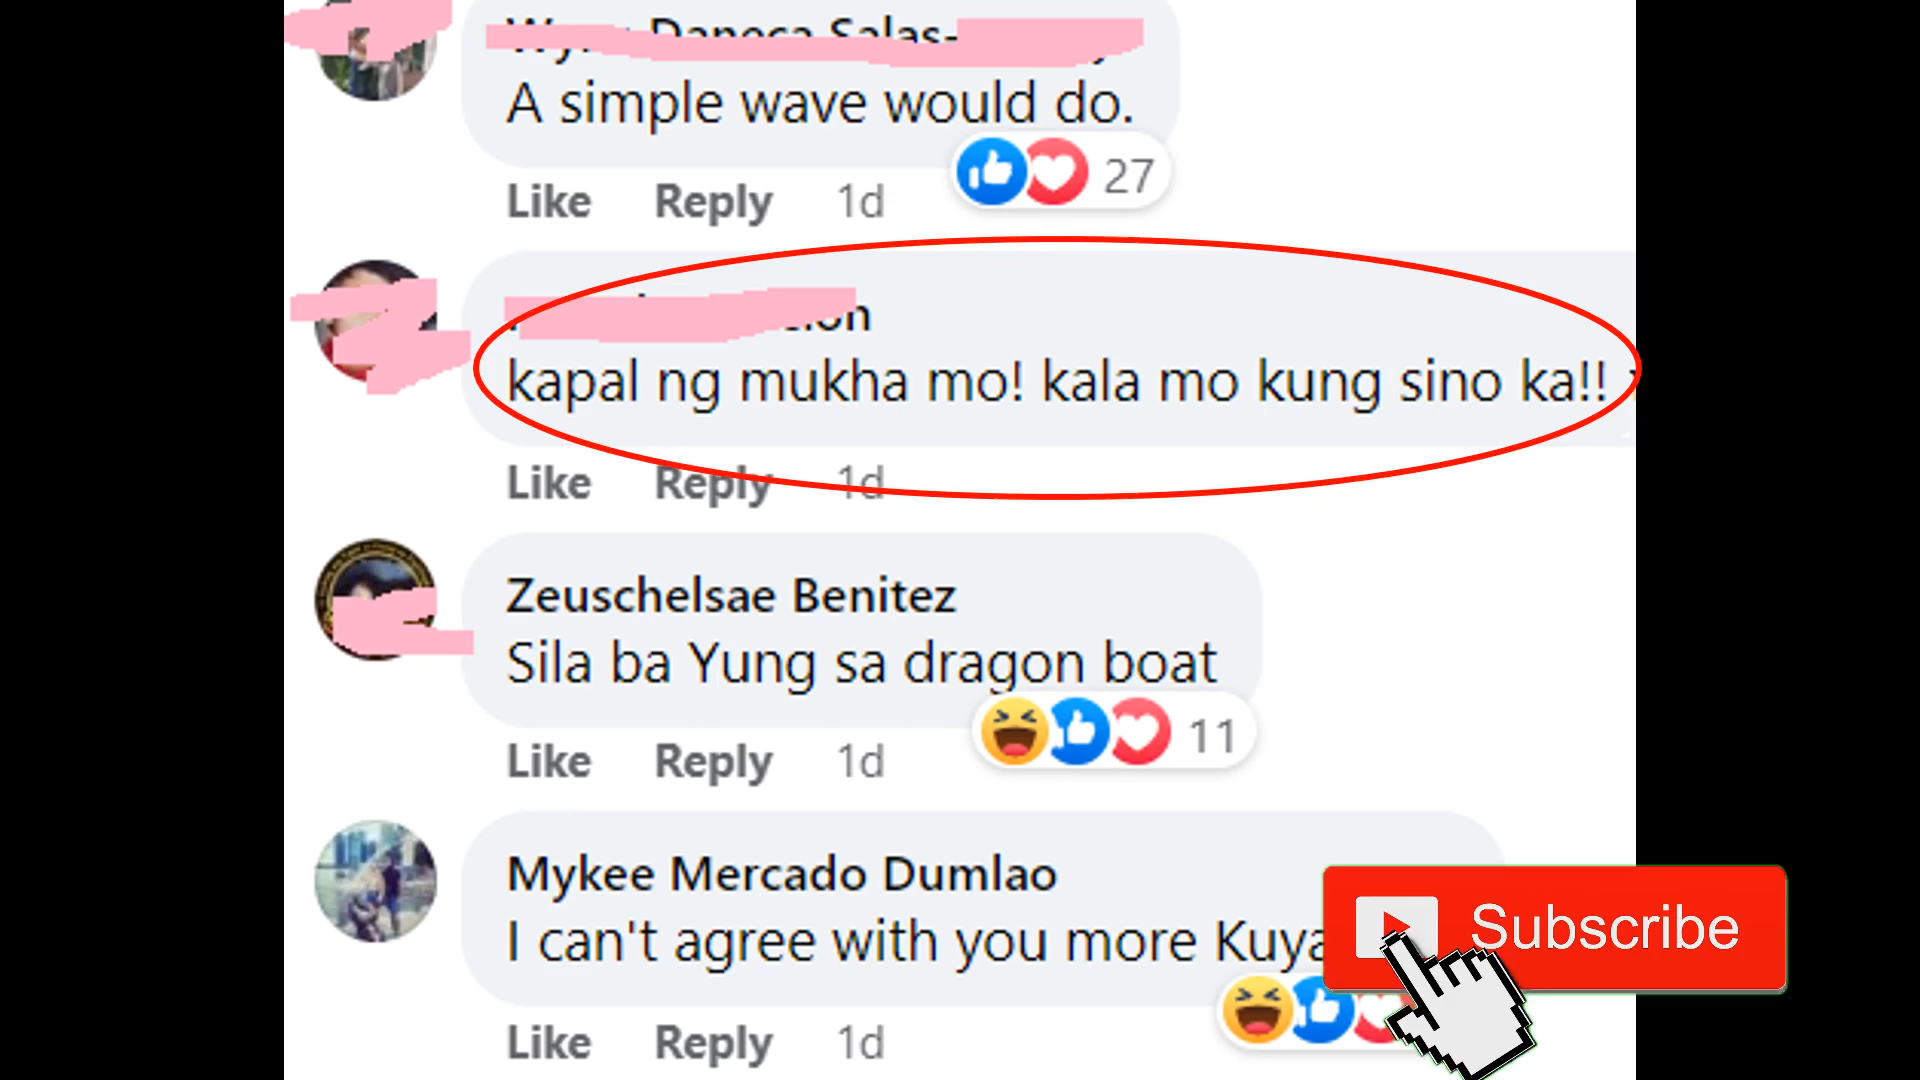 Daneca Salas-
A simple wave would do.
27
Like Reply 1d
kapal ng mukha mo! kala mo kung sino ka!!
Like Reply 1d
Zeuschelsae Benitez
Sila ba Yung sa dragon boat
11
Like Reply 1d
Mykee Mercado Dumlao
I can't agree with you more Kuya
Subscribe
Like Reply 1d